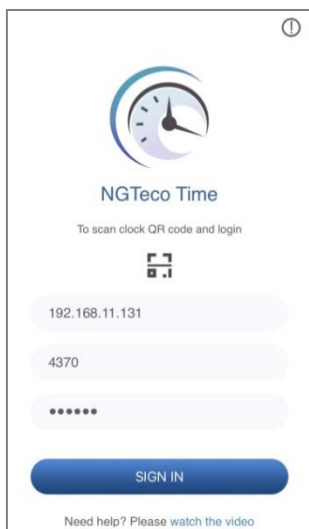 NGTeco Time
To scan clock QR code and login
192.168.11.131
4370
••••••
SIGN IN
Need help? Please watch the video